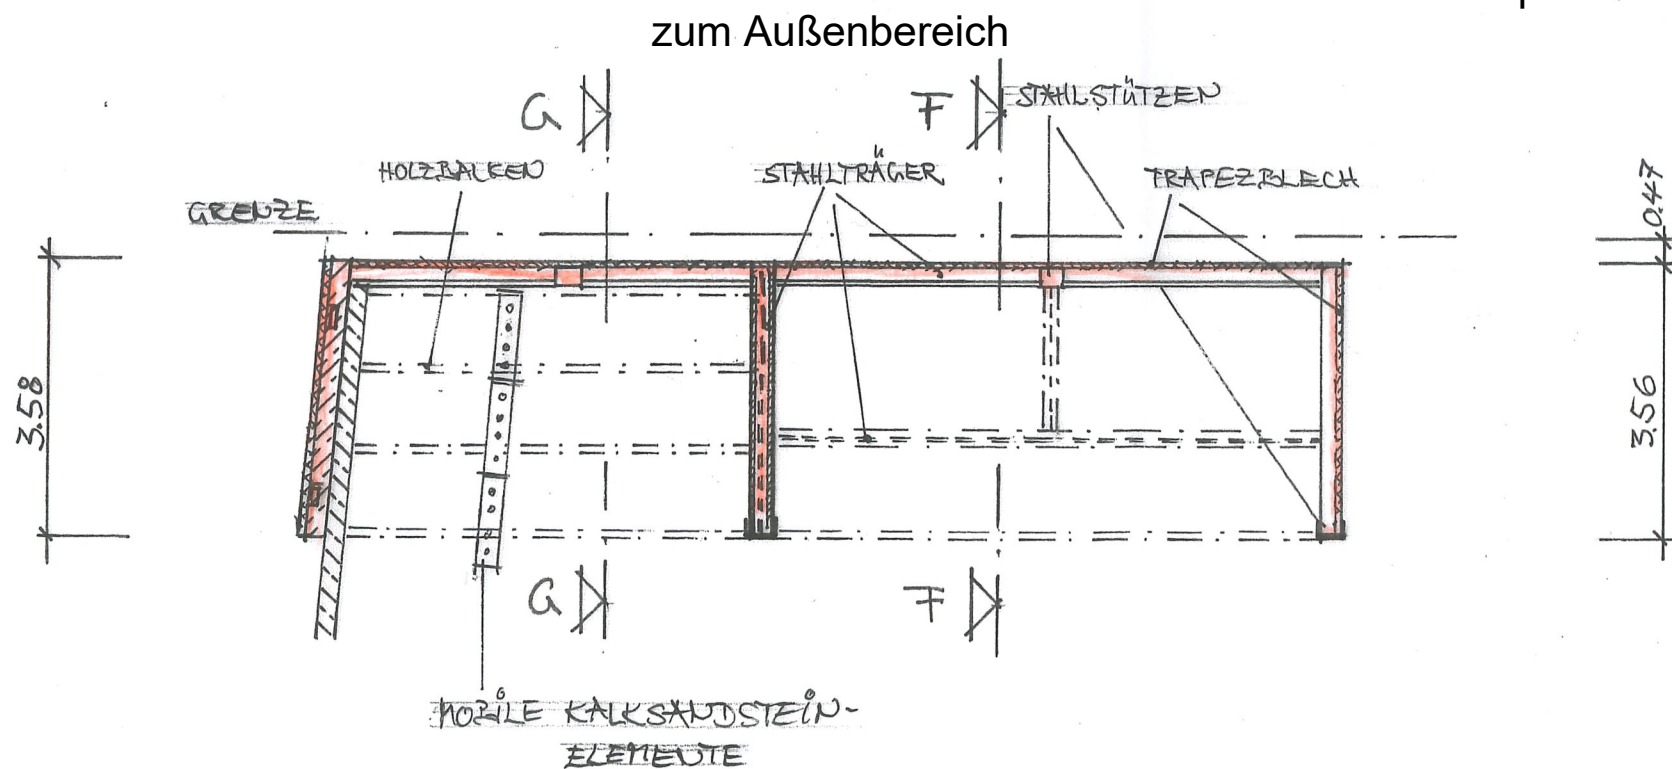 zum Außenbereich
G
F
STAHLSTÜTZEN
HOLZBALKEN
STAHLTRÄGER
TRAPEZBLECH
GRENZE
0.47
3.58
3.56
G
F
MOBILE KALKSANDSTEIN-
ELEMENTE